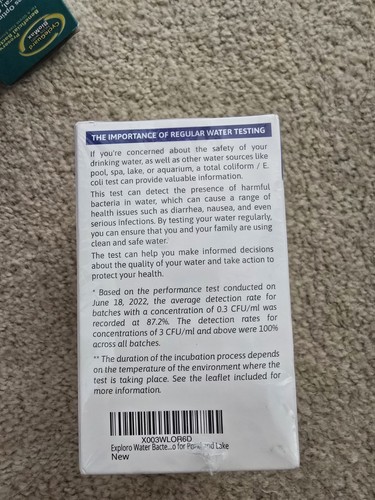 CycleGuard
BioMax
THE IMPORTANCE OF REGULAR WATER TESTING
If you're concerned about the safety of your
drinking water, as well as other water sources like
pool, spa, lake, or aquarium, a total coliform / E.
coli test can provide valuable information.
This test can detect the presence of harmful
bacteria in water, which can cause a range of
health issues such as diarrhea, nausea, and even
serious infections. By testing your water regularly,
you can ensure that you and your family are using
clean and safe water.
The test can help you make informed decisions
about the quality of your water and take action to
protect your health.
* Based on the performance test conducted on
June 18, 2022, the average detection rate for
batches with a concentration of 0.3 CFU/ml was
recorded at 87.2%. The detection rates for
concentrations of 3 CFU/ml and above were 100%
across all batches.
** The duration of the incubation process depends
on the temperature of the environment where the
test is taking place. See the leaflet included for
more information.
X003WLOR6D
Exploro Water Bacte...o for Pond and Lake
New